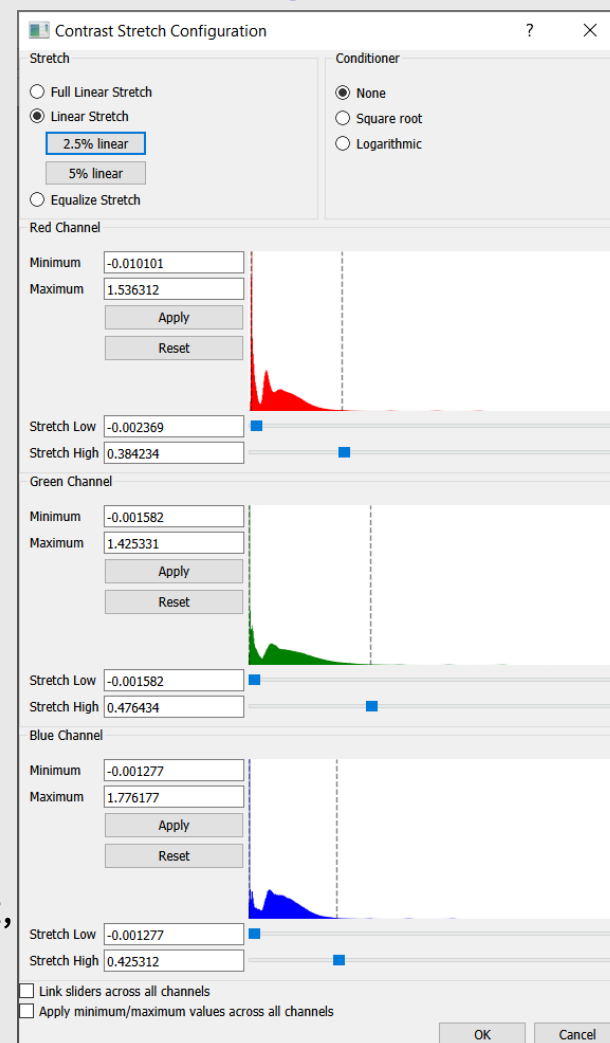 Contrast Stretch Configuration ? ×
Stretch
Full Linear Stretch
Linear Stretch
2.5% linear
5% linear
Equalize Stretch
Conditioner
None
Square root
Logarithmic
Red Channel
Minimum -0.010101
Maximum 1.536312
Apply
Reset
Stretch Low -0.002369
Stretch High 0.384234
Green Channel
Minimum -0.001582
Maximum 1.425331
Apply
Reset
Stretch Low -0.001582
Stretch High 0.476434
Blue Channel
Minimum -0.001277
Maximum 1.776177
Apply
Reset
Stretch Low -0.001277
Stretch High 0.425312
Link sliders across all channels
Apply minimum/maximum values across all channels
OK Cancel